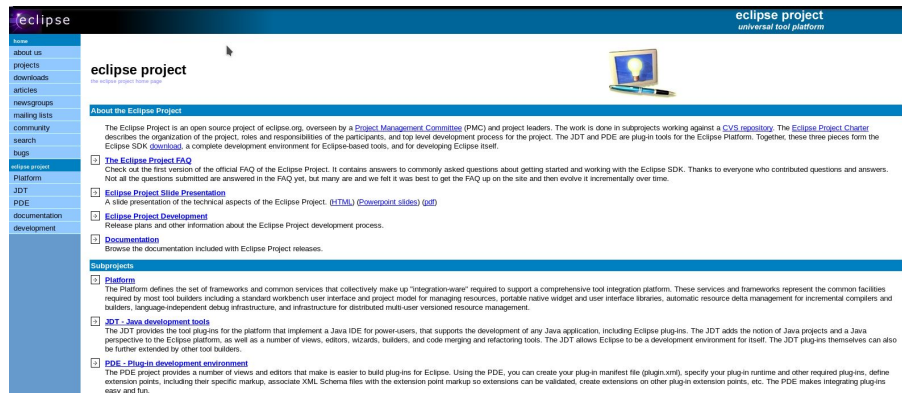 eclipse
eclipse project
universal tool platform
home
about us
projects
downloads
articles
newsgroups
mailing lists
community
search
bugs
eclipse project
Platform
JDT
PDE
documentation
development
eclipse project
the eclipse project home page
About the Eclipse Project
The Eclipse Project is an open source project of eclipse.org, overseen by a Project Management Committee (PMC) and project leaders. The work is done in subprojects working against a CVS repository. The Eclipse Project Charter
describes the organization of the project, roles and responsibilities of the participants, and top level development process for the project. The JDT and PDE are plug-in tools for the Eclipse Platform. Together, these three pieces form the
Eclipse SDK download, a complete development environment for Eclipse-based tools, and for developing Eclipse itself.
The Eclipse Project FAQ
Check out the first version of the official FAQ of the Eclipse Project. It contains answers to commonly asked questions about getting started and working with the Eclipse SDK. Thanks to everyone who contributed questions and answers.
Not all the questions submitted are answered in the FAQ yet, but many are and we felt it was best to get the FAQ up on the site and then evolve it incrementally over time.
Eclipse Project Slide Presentation
A slide presentation of the technical aspects of the Eclipse Project. (HTML) (Powerpoint slides) (pdf)
Eclipse Project Development
Release plans and other information about the Eclipse Project development process.
Documentation
Browse the documentation included with Eclipse Project releases.
Subprojects
Platform
The Platform defines the set of frameworks and common services that collectively make up "integration-ware" required to support a comprehensive tool integration platform. These services and frameworks represent the common facilities
required by most tool builders including a standard workbench user interface and project model for managing resources, portable native widget and user interface libraries, automatic resource delta management for incremental compilers and
builders, language-independent debug infrastructure, and infrastructure for distributed multi-user versioned resource management.
JDT - Java development tools
The JDT provides the tool plug-ins for the platform that implement a Java IDE for power-users, that supports the development of any Java application, including Eclipse plug-ins. The JDT adds the notion of Java projects and a Java
perspective to the Eclipse platform, as well as a number of views, editors, wizards, builders, and code merging and refactoring tools. The JDT allows Eclipse to be a development environment for itself. The JDT plug-ins themselves can also
be further extended by other tool builders.
PDE - Plug-in development environment
The PDE project provides a number of views and editors that make is easier to build plug-ins for Eclipse. Using the PDE, you can create your plug-in manifest file (plugin.xml), specify your plug-in runtime and other required plug-ins, define
extension points, including their specific markup, associate XML Schema files with the extension point markup so extensions can be validated, create extensions on other plug-in extension points, etc. The PDE makes integrating plug-ins
easy and fun.